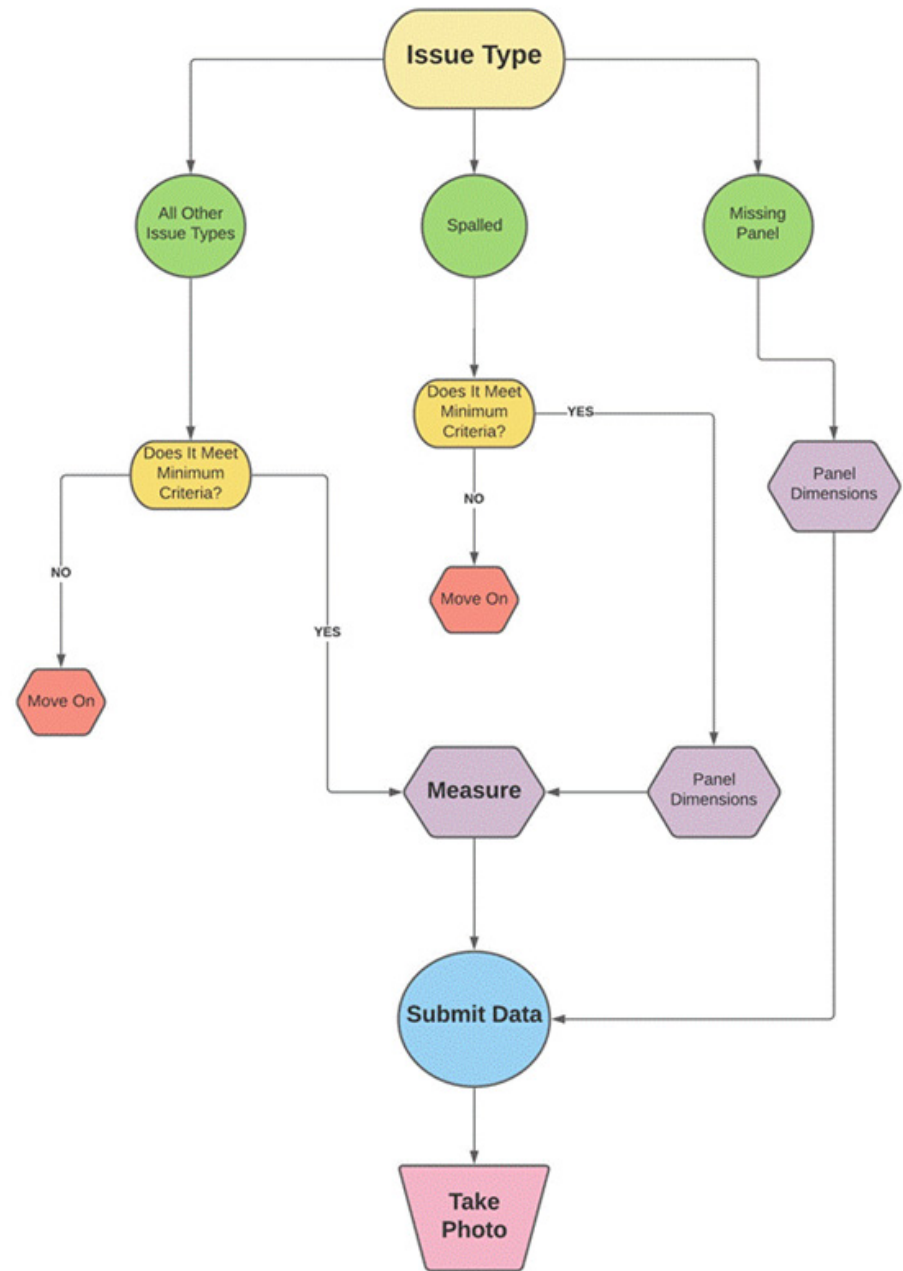 Issue Type
All Other
Issue Types
Spalled
Missing
Panel
Does It Meet
Minimum
Criteria?
YES
Does It Meet
Minimum
Criteria?
Panel
Dimensions
NO
NO
Move On
YES
Move On
Measure
Panel
Dimensions
Submit Data
Take
Photo